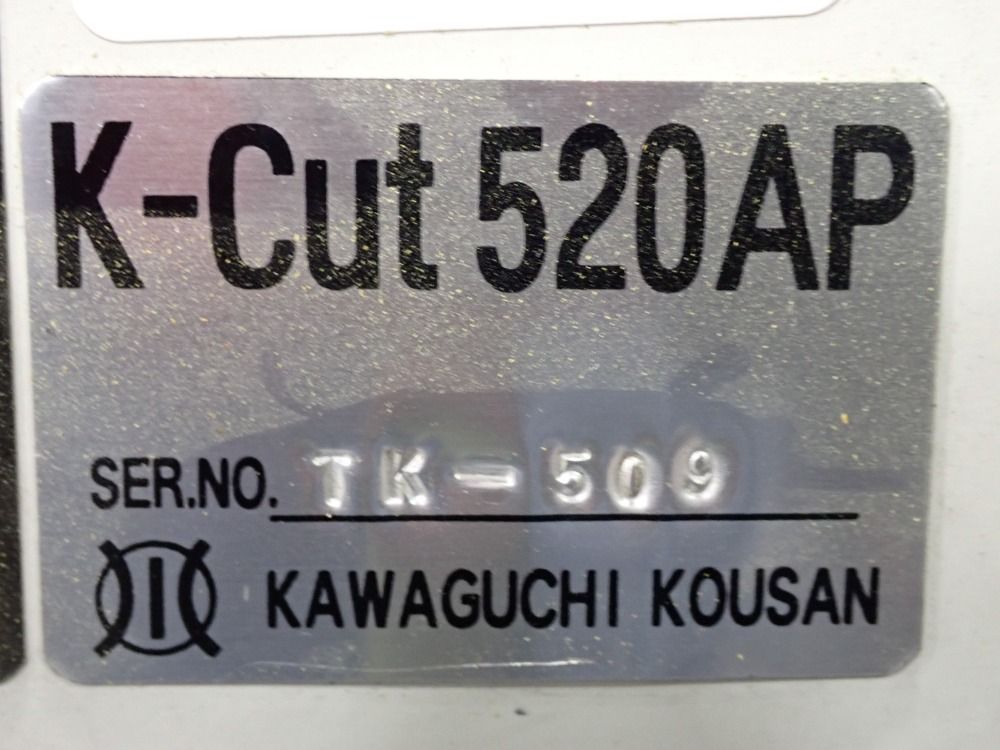 K-Cut 520AP
SER.NO. TK-509
KAWAGUCHI KOUSAN